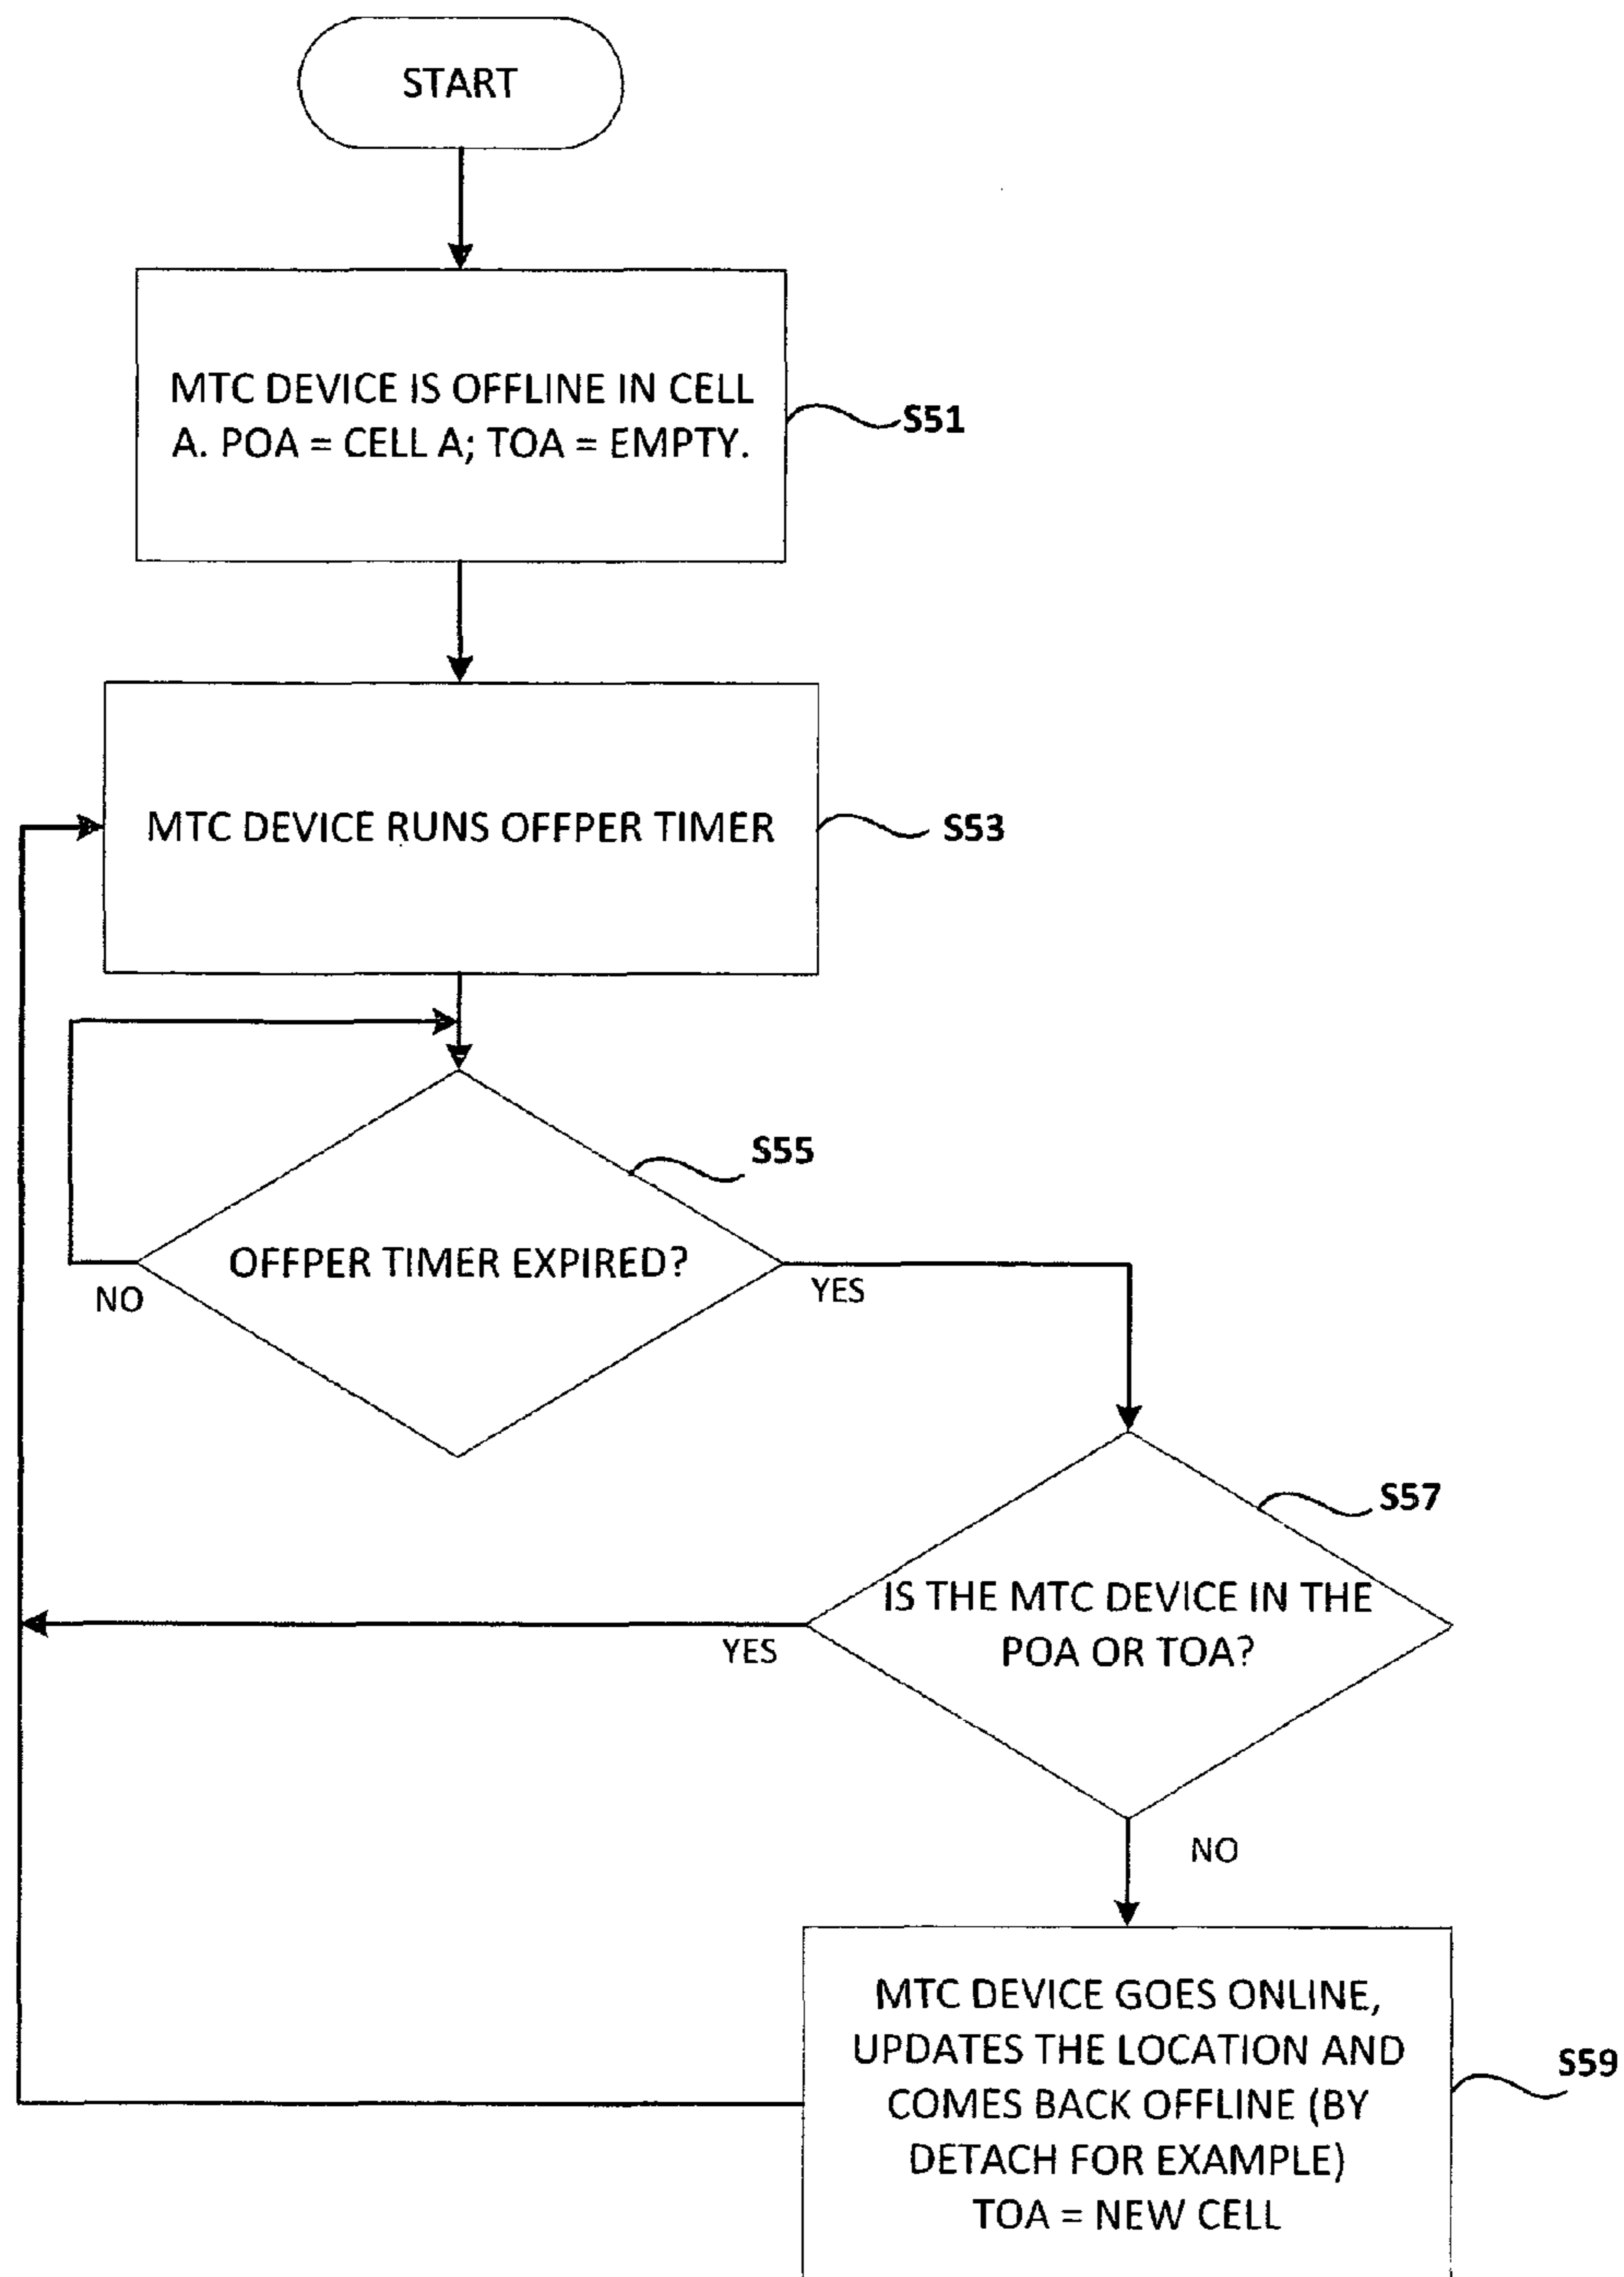 START
MTC DEVICE IS OFFLINE IN CELL
A. POA = CELL A; TOA = EMPTY.
S51
MTC DEVICE RUNS OFFPER TIMER
S53
S55
OFFPER TIMER EXPIRED?
NO
YES
S57
IS THE MTC DEVICE IN THE
POA OR TOA?
YES
NO
MTC DEVICE GOES ONLINE,
UPDATES THE LOCATION AND
COMES BACK OFFLINE (BY
DETACH FOR EXAMPLE)
TOA = NEW CELL
S59